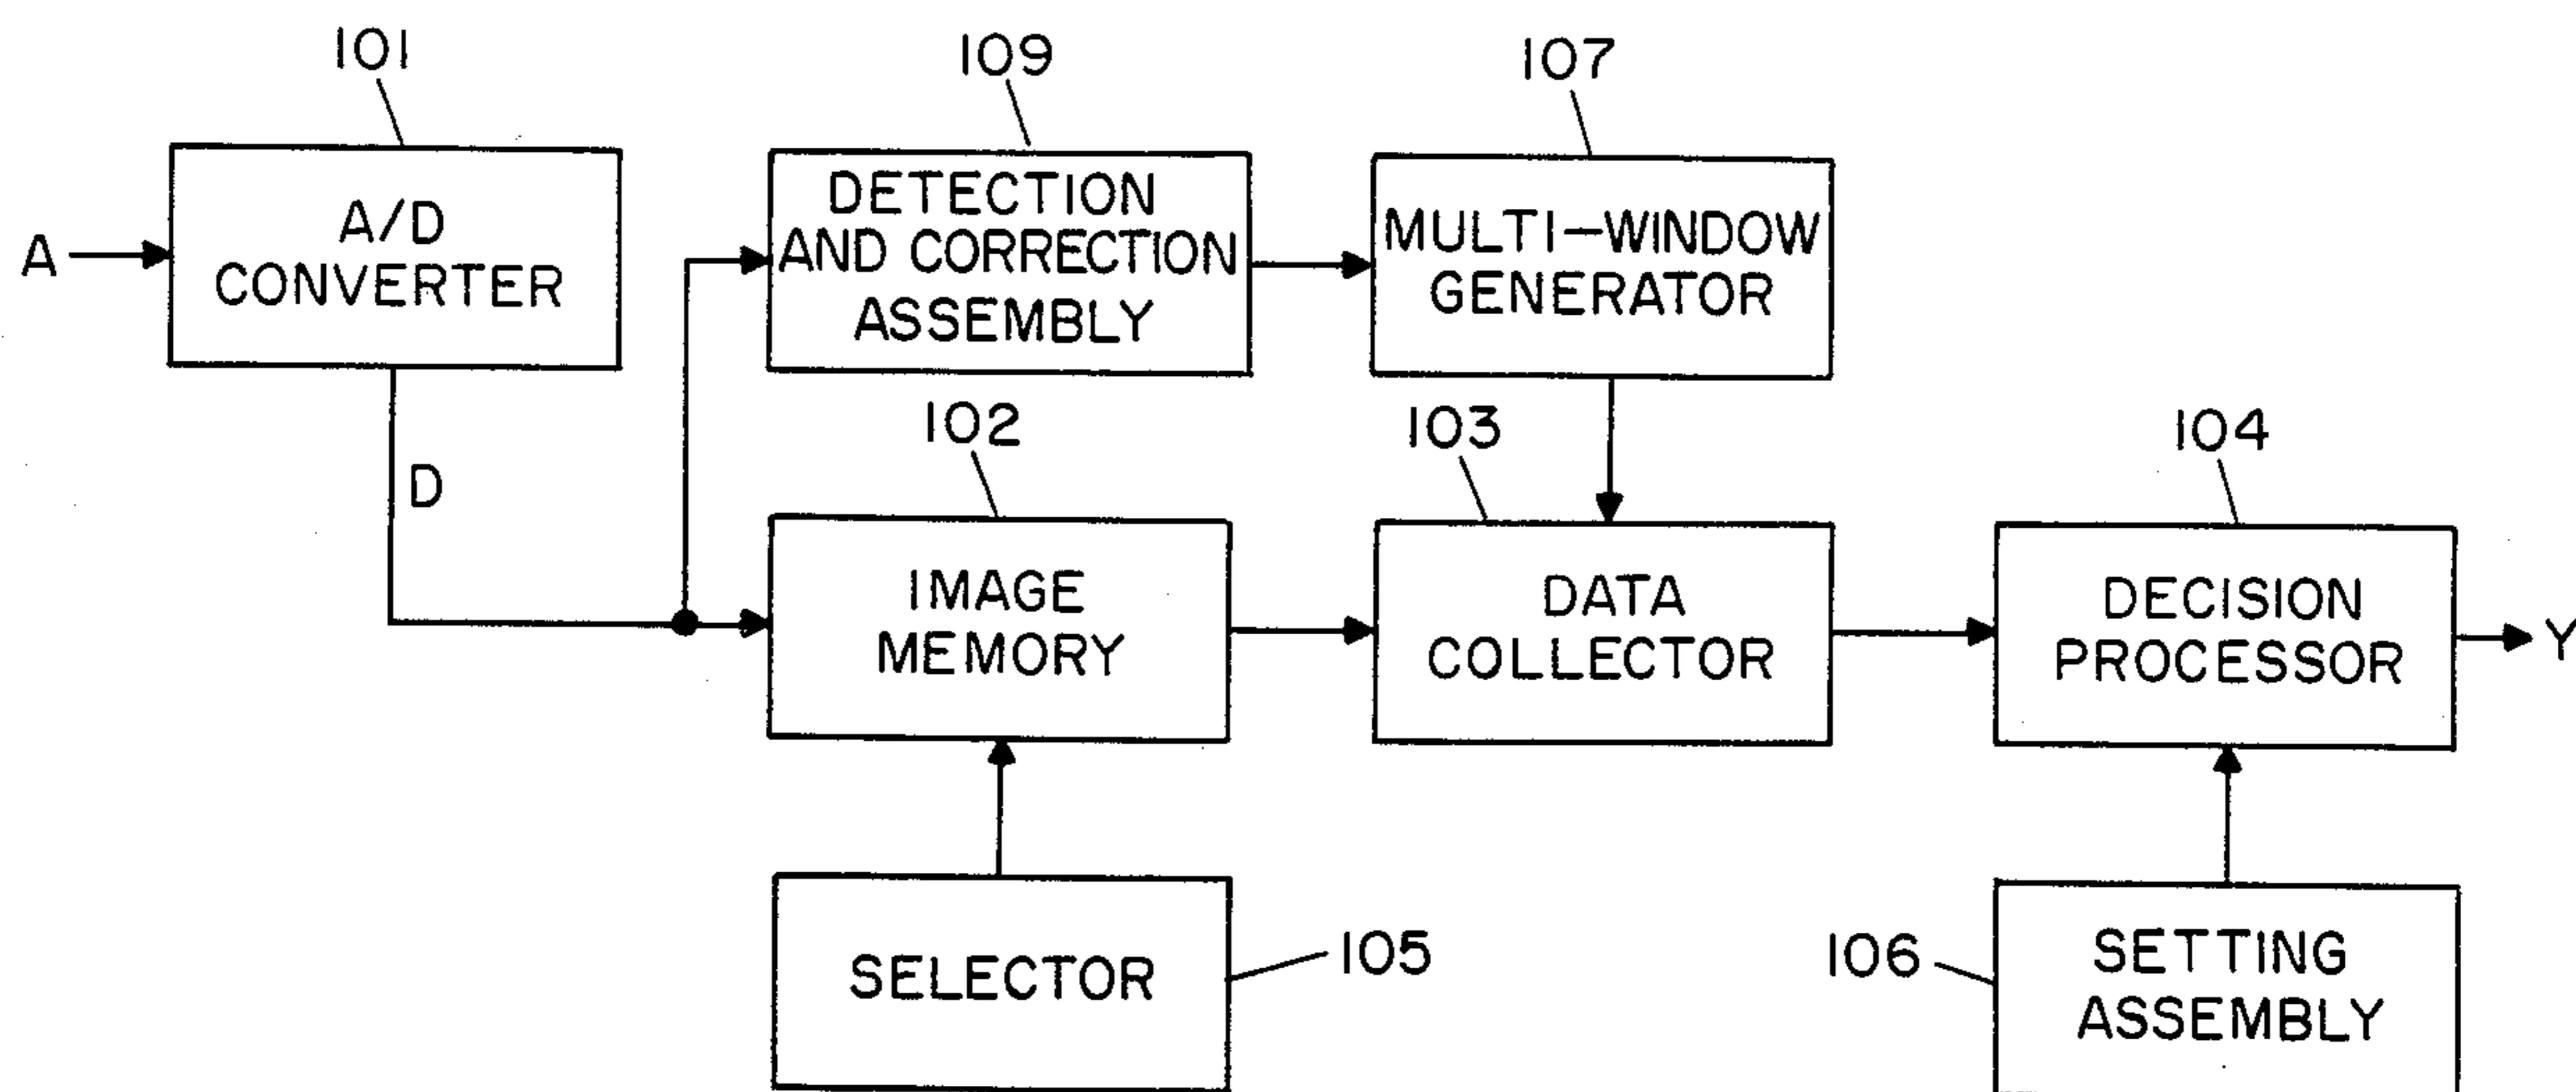 101
109
107
A
A/D
CONVERTER
DETECTION
AND CORRECTION
ASSEMBLY
MULTI-WINDOW
GENERATOR
D
102
103
104
IMAGE
MEMORY
DATA
COLLECTOR
DECISION
PROCESSOR
Y
SELECTOR
105
106
SETTING
ASSEMBLY